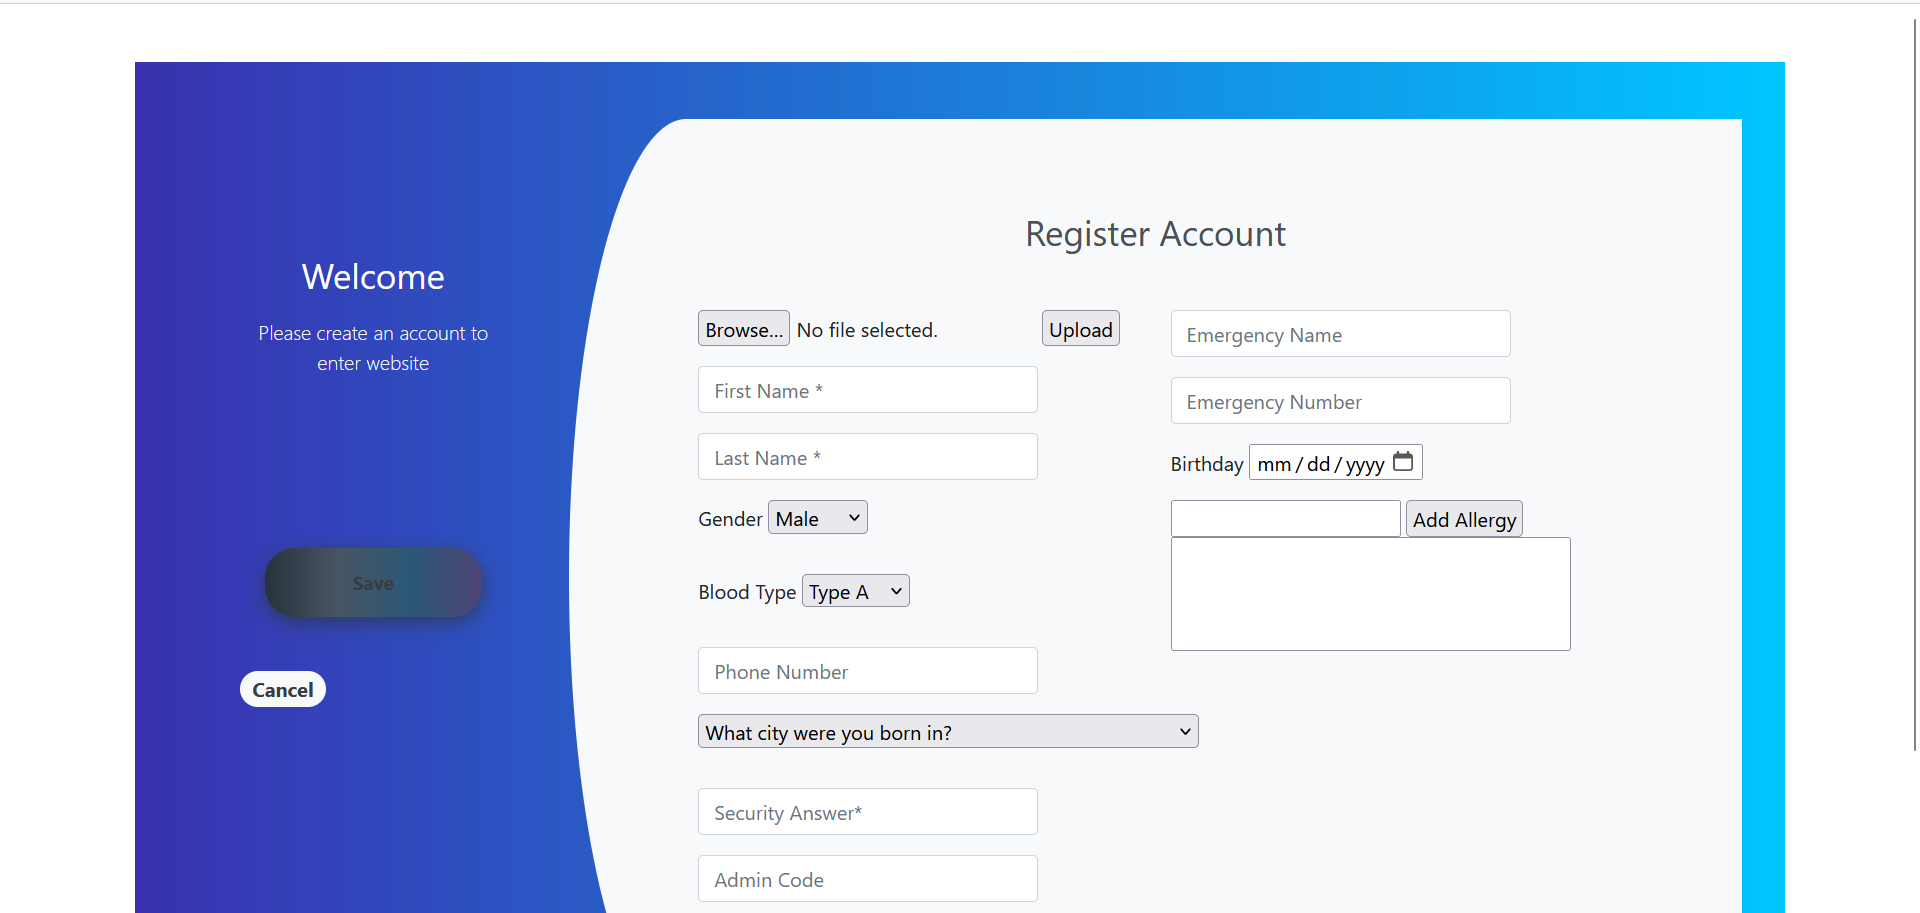 Welcome
Please create an account to
enter website
Save
Cancel
Register Account
Browse... No file selected. Upload
First Name *
Last Name *
Gender Male
Blood Type Type A
Phone Number
What city were you born in?
Security Answer*
Admin Code
Emergency Name
Emergency Number
Birthday mm/dd/yyyy
Add Allergy